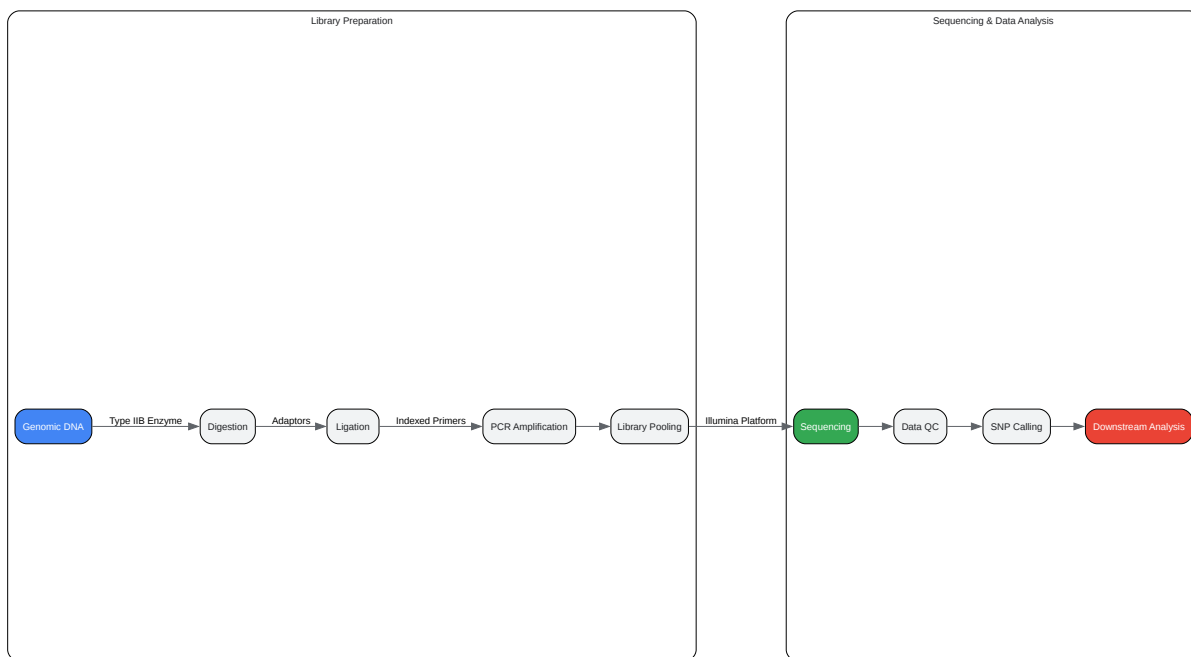 Library Preparation
Sequencing & Data Analysis
Genomic DNA
Type IIB Enzyme
Digestion
Adaptors
Ligation
Indexed Primers
PCR Amplification
Library Pooling
Illumina Platform
Sequencing
Data QC
SNP Calling
Downstream Analysis